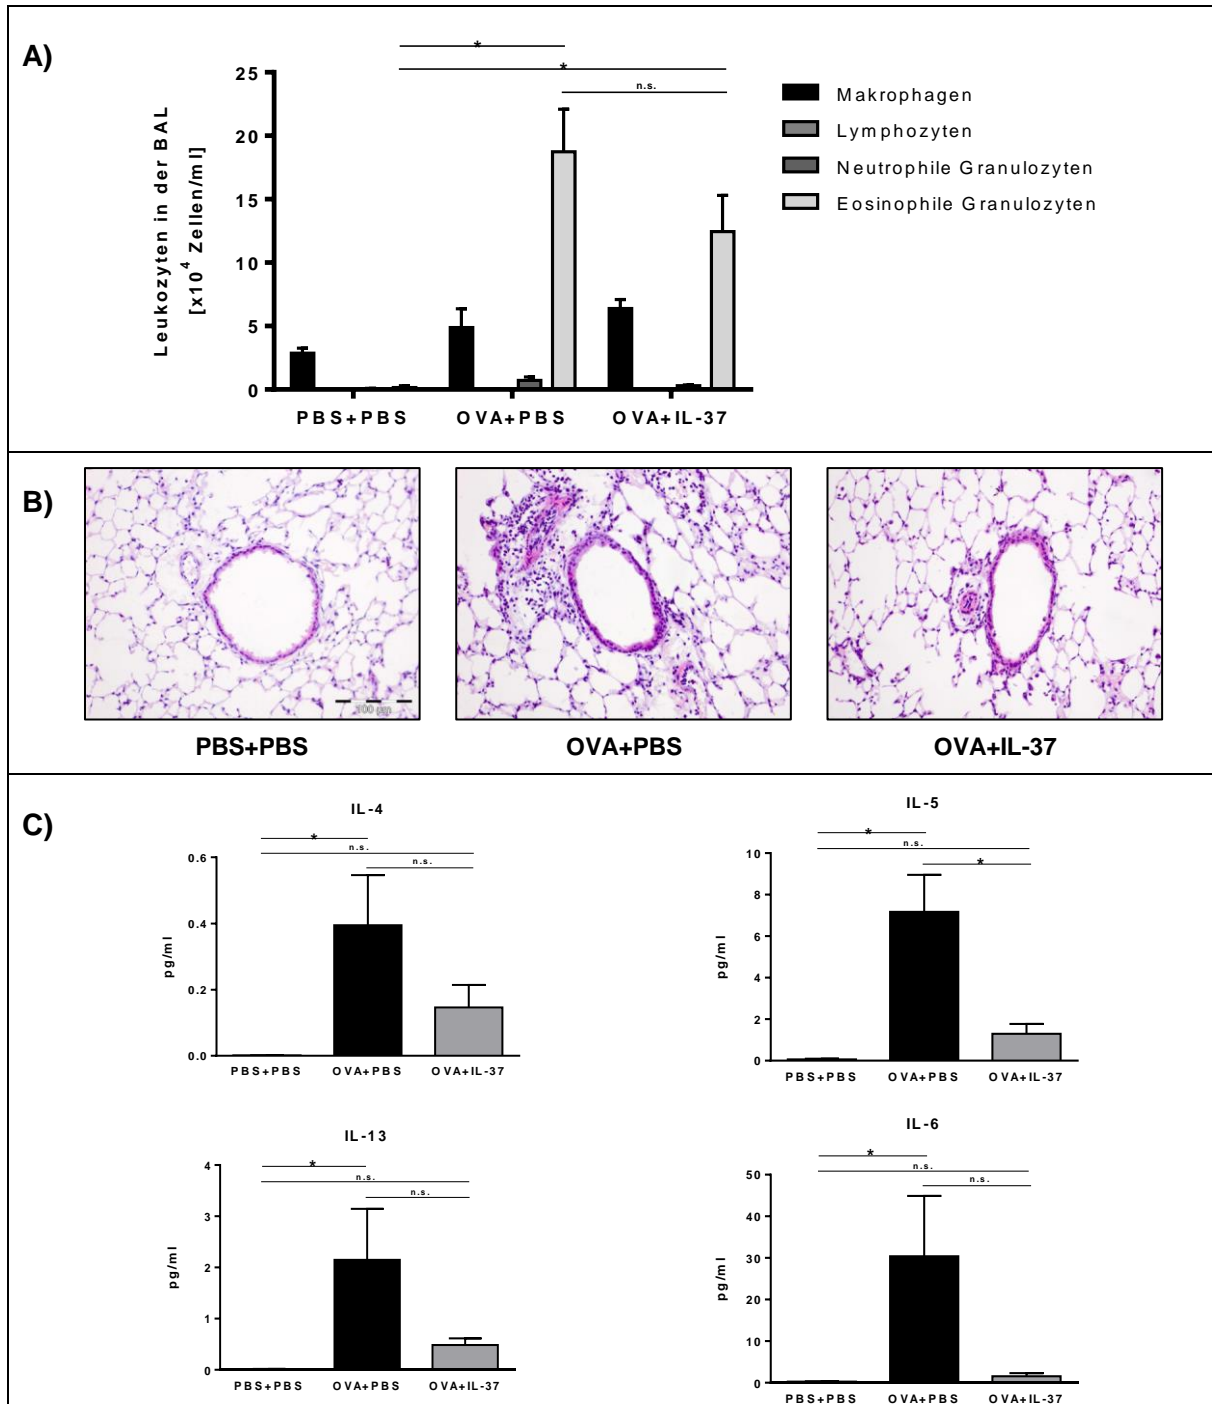 A)
*
*
n.s.
25
20
15
10
5
0
Leukozyten in der BAL
[x10⁴ Zellen/ml]
PBS+PBS
OVA+PBS
OVA+IL-37
Makrophagen
Lymphozyten
Neutrophile Granulozyten
Eosinophile Granulozyten
B)
100 µm
PBS+PBS
OVA+PBS
OVA+IL-37
C)
IL-4
*
n.s.
n.s.
0.6
0.4
0.2
0.0
pg/ml
PBS+PBS
OVA+PBS
OVA+IL-37
IL-5
*
n.s.
*
10
8
6
4
2
0
pg/ml
PBS+PBS
OVA+PBS
OVA+IL-37
IL-13
*
n.s.
n.s.
4
3
2
1
0
pg/ml
PBS+PBS
OVA+PBS
OVA+IL-37
IL-6
*
n.s.
n.s.
50
40
30
20
10
0
pg/ml
PBS+PBS
OVA+PBS
OVA+IL-37